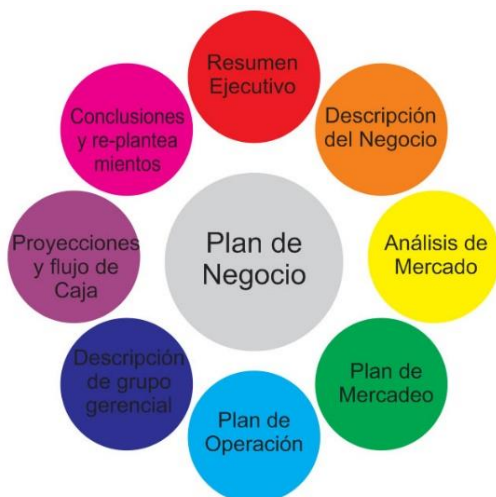 Resumen
Ejecutivo
Descripción
del Negocio
Análisis de
Mercado
Plan de
Mercadeo
Plan de
Operación
Descripción
de grupo
gerencial
Proyecciones
y flujo de
Caja
Conclusiones
y re-plantea
mientos
Plan de
Negocio